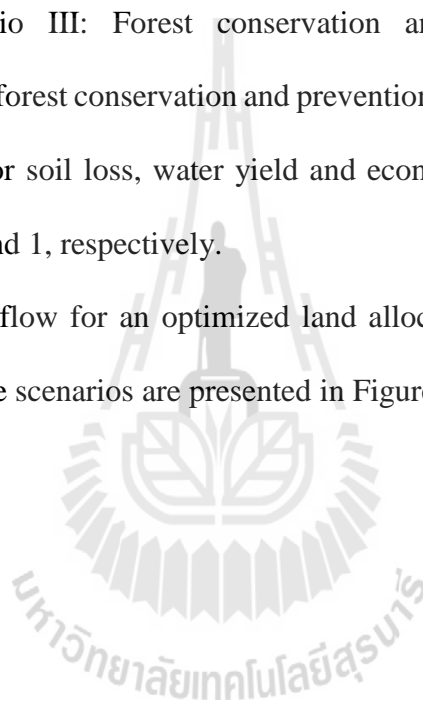 io III: Forest conservation a
forest conservation and prevention
or soil loss, water yield and econ
nd 1, respectively.
flow for an optimized land alloc
e scenarios are presented in Figure
มหาวิทยาลัยเทคโนโลยีสุรนาร